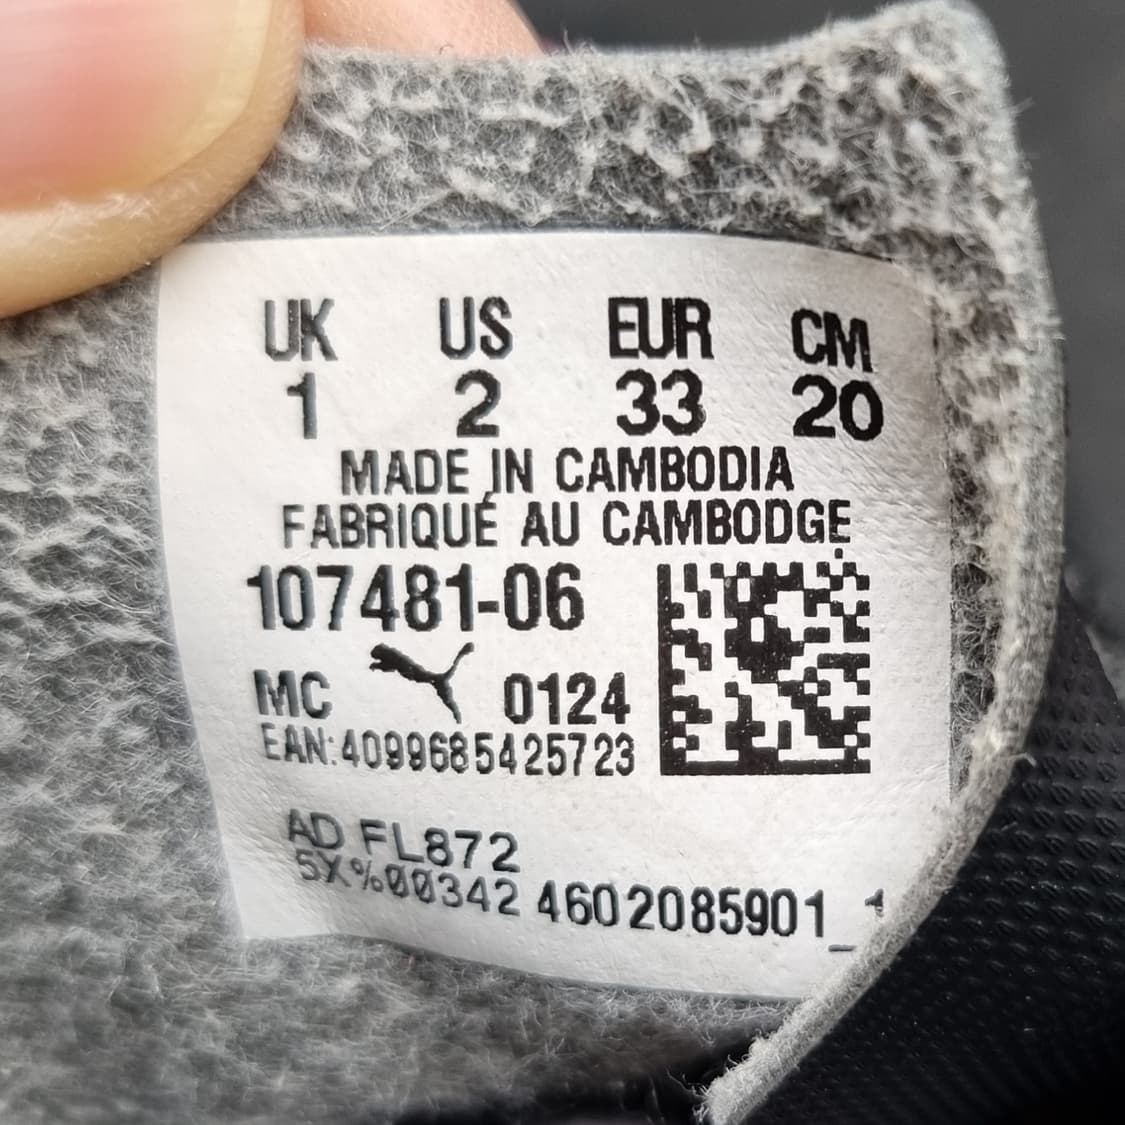 UK US EUR CM
1 2 33 20
MADE IN CAMBODIA
FABRIQUÉ AU CAMBODGE
107481-06
MC 0124
EAN:4099685425723
AD FL872
5X%00342 4602085901_1